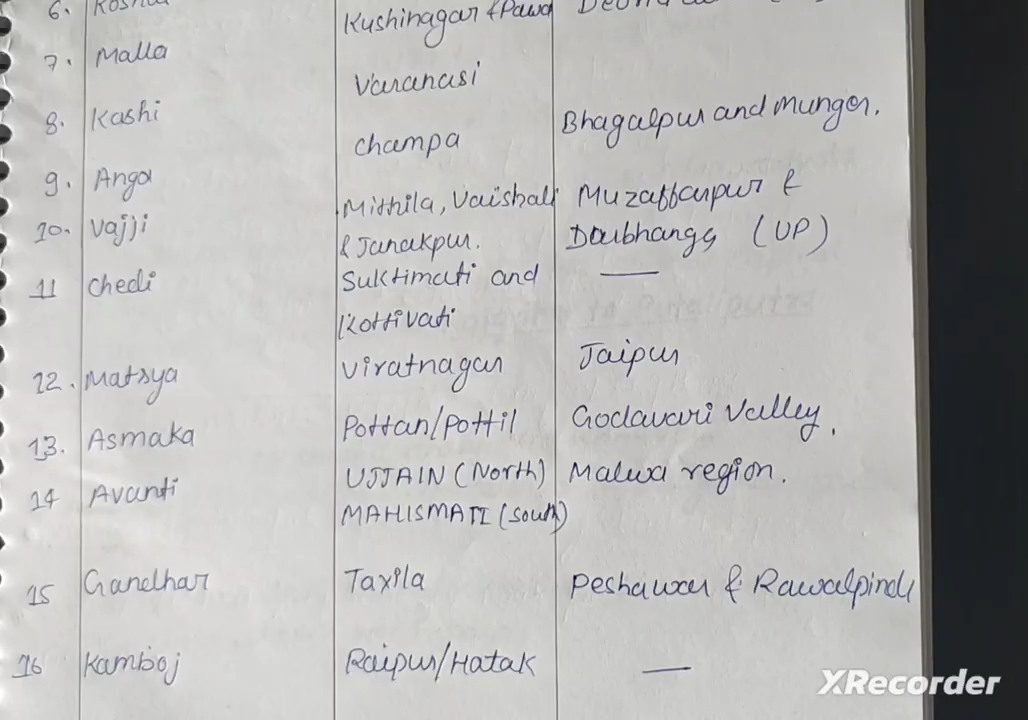 6. Kosha
Kushinagar & Pawa
7. Malla
Varanasi
8. Kashi
champa
Bhagalpur and Munger.
9. Anga
Mithila, Vaishali
Muzaffarpur &
10. Vajji
& Janakpur.
Darbhanga (UP)
11 Chedi
Suktimati and
—
Kottivati
12. Matsya
Viratnagar
Jaipur
13. Asmaka
Pottan/Pottil
Godavari Valley.
14 Avanti
UJJAIN (North)
Malwa region.
MAHISMATI (South)
15 Gandhar
Taxila
Peshawar & Rawalpindi
16 Kamboj
Raipur/Hatak
—
XRecorder